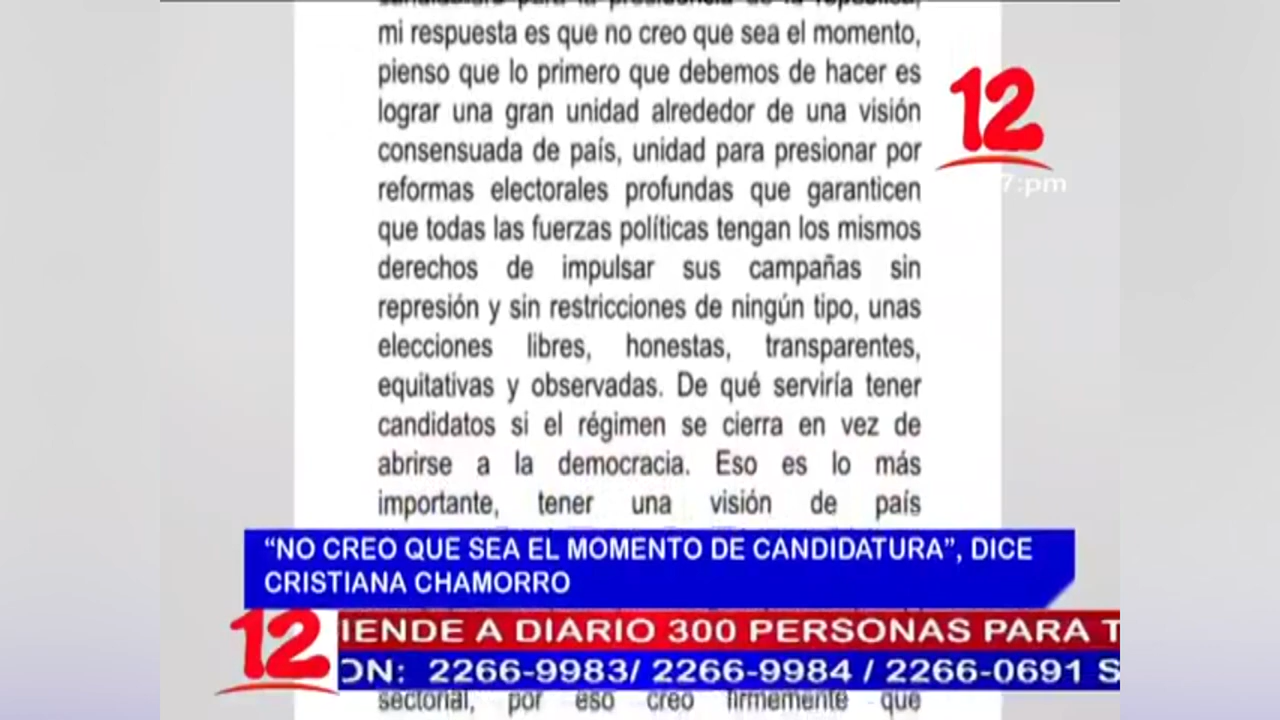 mi respuesta es que no creo que sea el momento,
pienso que lo primero que debemos de hacer es
lograr una gran unidad alrededor de una visión
consensuada de país, unidad para presionar por
reformas electorales profundas que garanticen
que todas las fuerzas políticas tengan los mismos
derechos de impulsar sus campañas sin
represión y sin restricciones de ningún tipo, unas
elecciones libres, honestas, transparentes,
equitativas y observadas. De qué serviría tener
candidatos si el régimen se cierra en vez de
abrirse a la democracia. Eso es lo más
importante, tener una visión de país
12
7:pm
“NO CREO QUE SEA EL MOMENTO DE CANDIDATURA”, DICE
CRISTIANA CHAMORRO
12
IENDE A DIARIO 300 PERSONAS PARA T
ON: 2266-9983/ 2266-9984 / 2266-0691 S
sectorial, por eso creo firmemente que